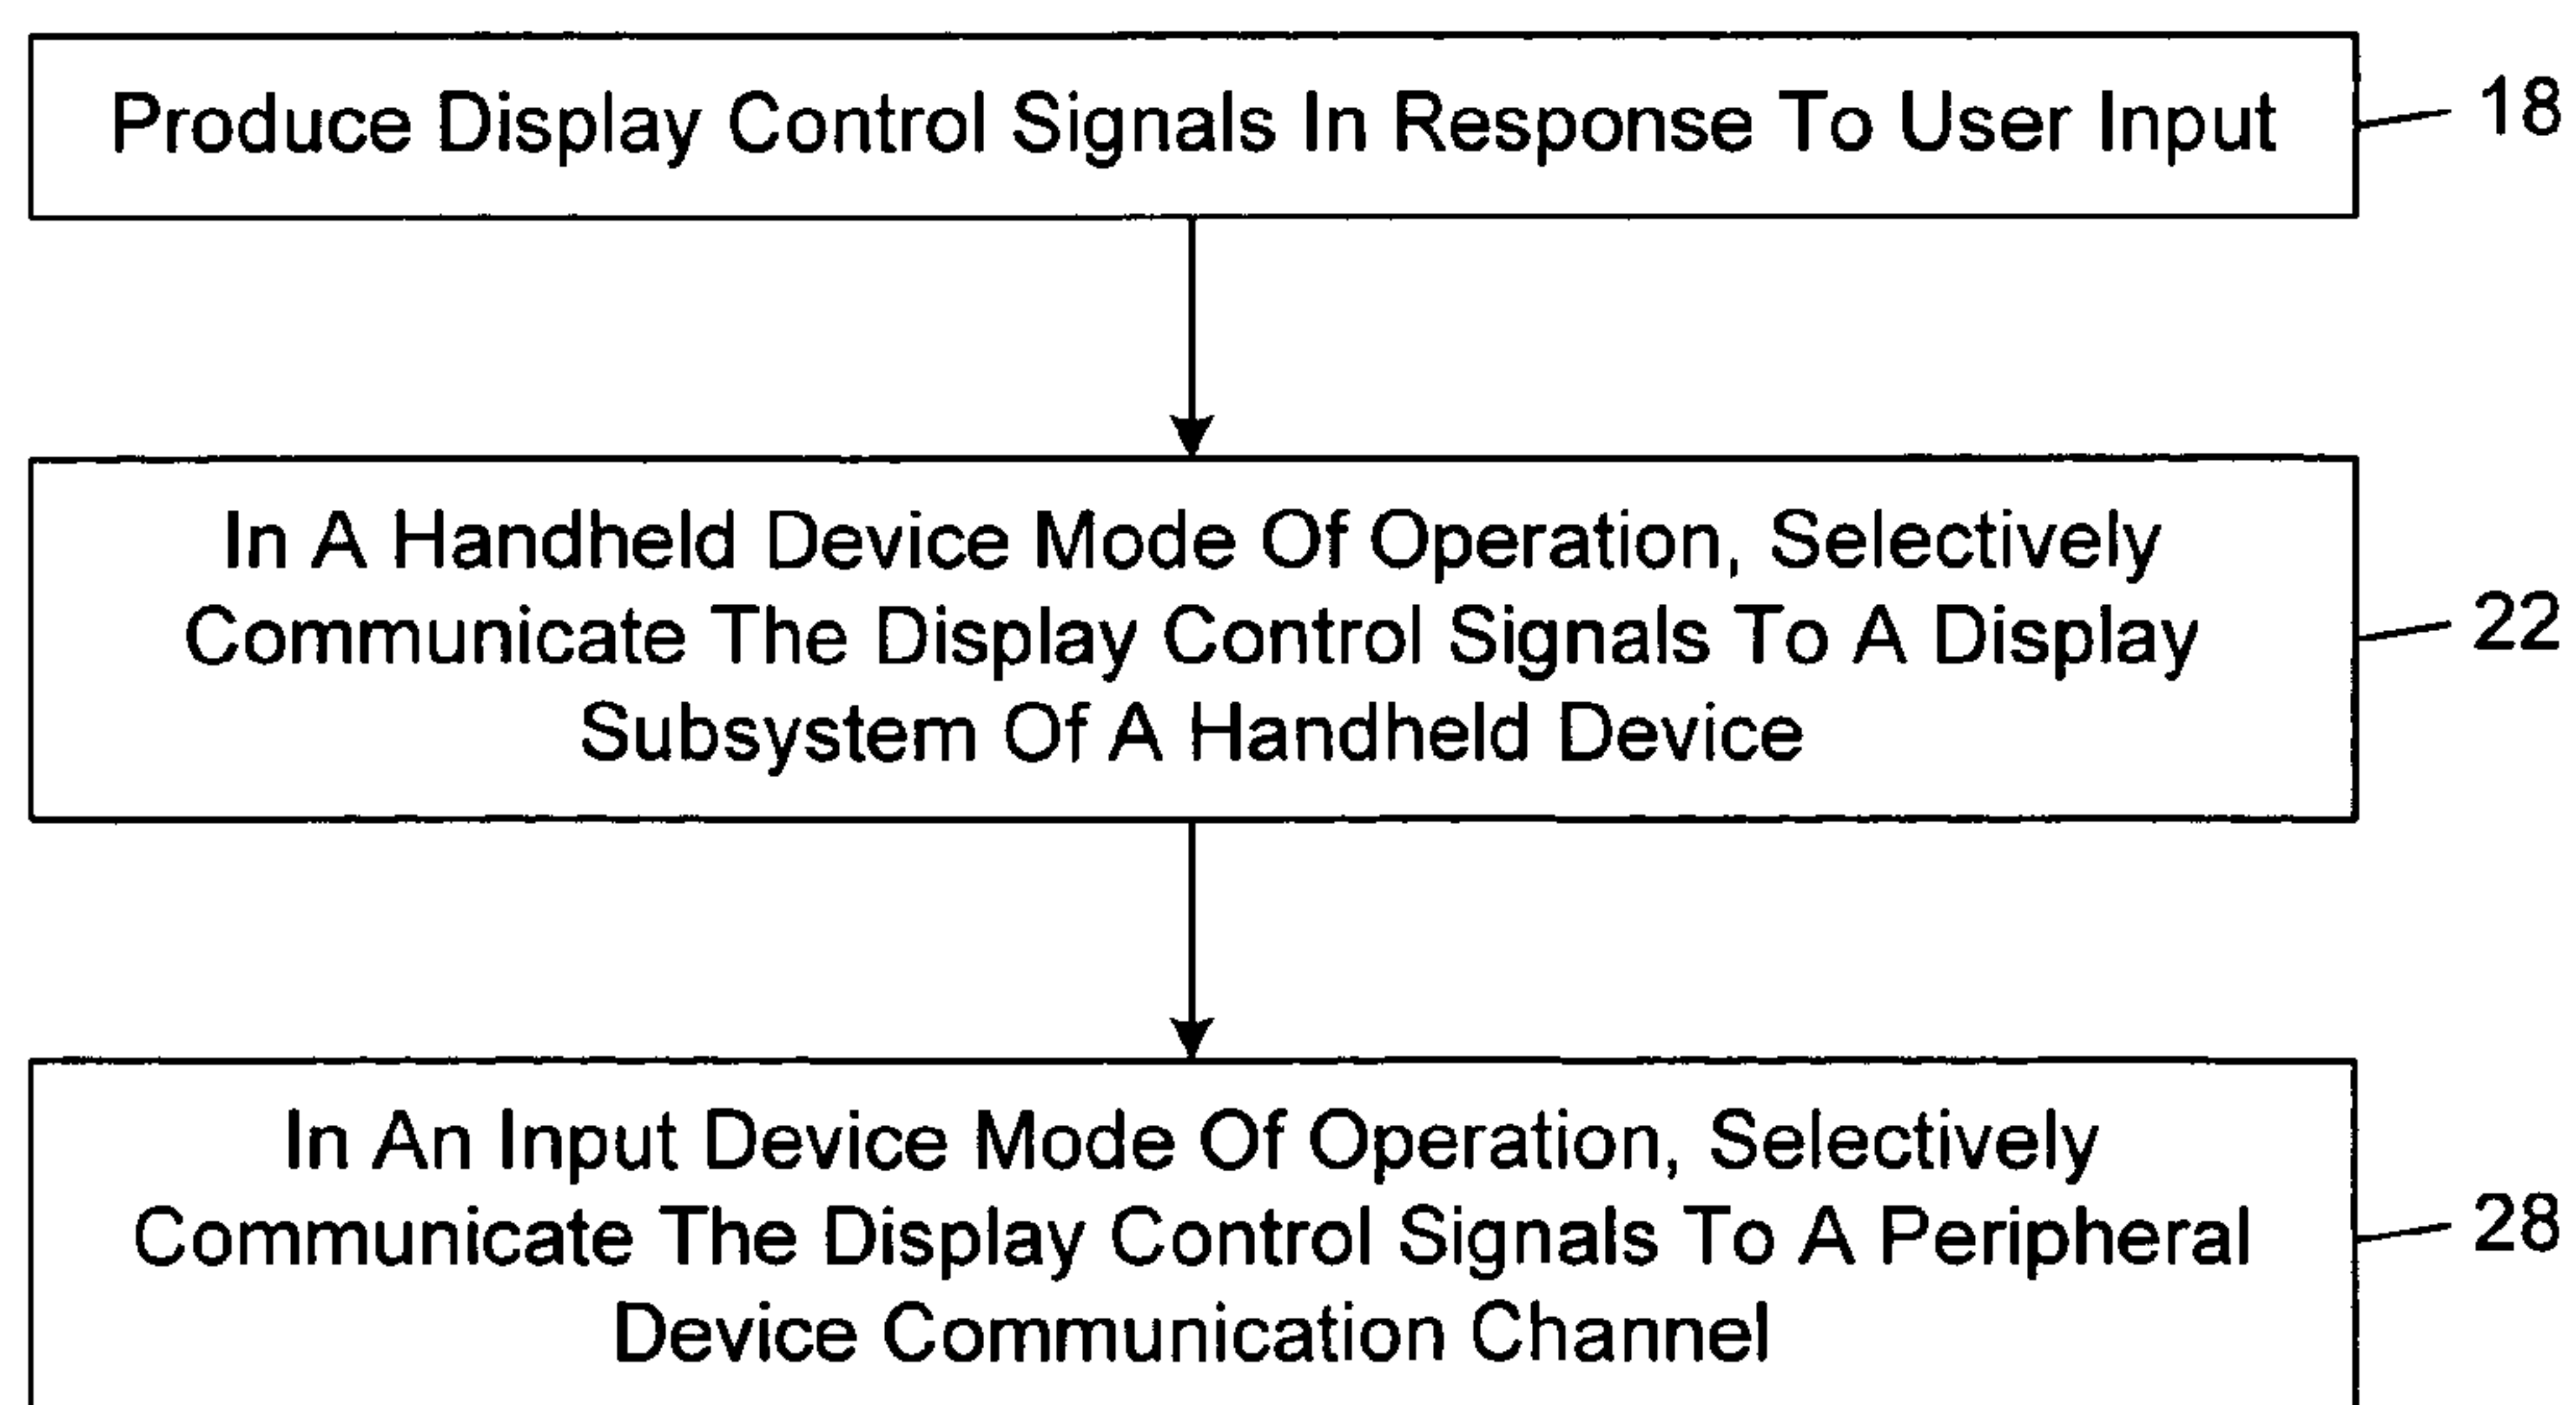 Produce Display Control Signals In Response To User Input
18
In A Handheld Device Mode Of Operation, Selectively
Communicate The Display Control Signals To A Display
Subsystem Of A Handheld Device
22
In An Input Device Mode Of Operation, Selectively
Communicate The Display Control Signals To A Peripheral
Device Communication Channel
28